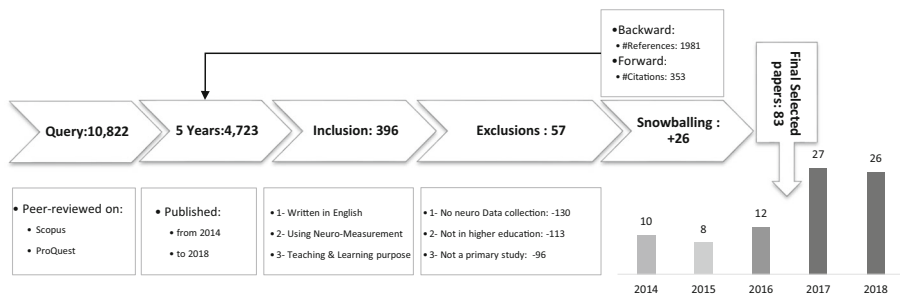 •Backward:
• #References: 1981
•Forward:
• #Citations: 353
Final Selected
papers: 83
Query:10,822
5 Years:4,723
Inclusion: 396
Exclusions : 57
Snowballing :
+26
• Peer-reviewed on:
• Scopus
• ProQuest
• Published:
• from 2014
• to 2018
• 1- Written in English
• 2- Using Neuro-Measurement
• 3- Teaching & Learning purpose
• 1- No neuro Data collection: -130
• 2- Not in higher education: -113
• 3- Not a primary study: -96
10
8
12
27
26
2014
2015
2016
2017
2018